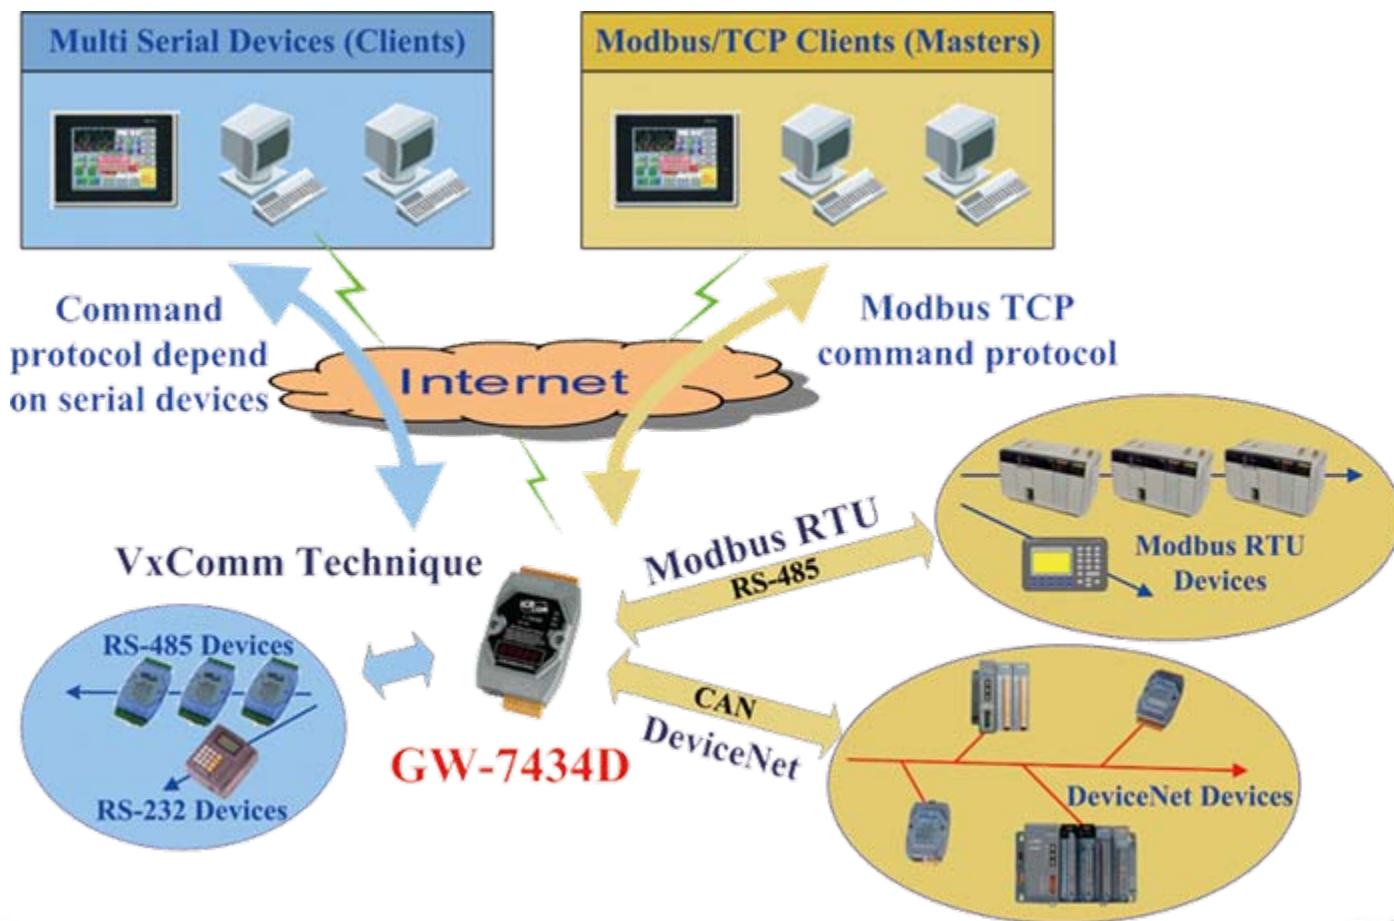 Multi Serial Devices (Clients)
Modbus/TCP Clients (Masters)
Command
protocol depend
on serial devices
Internet
Modbus TCP
command protocol
VxComm Technique
Modbus RTU
RS-485
Modbus RTU
Devices
RS-485 Devices
RS-232 Devices
GW-7434D
CAN
DeviceNet
DeviceNet Devices